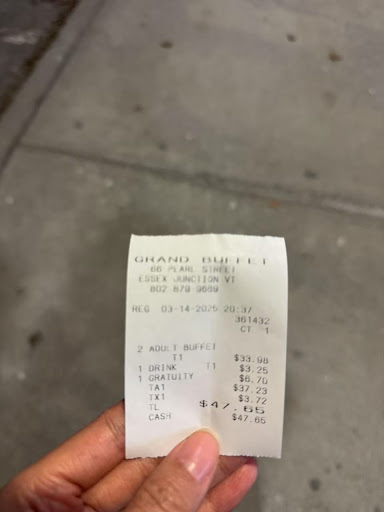 GRAND BUFFET
66 PEARL STREET
ESSEX JUNCTION VT
802 879 9689
REG 03-14-2025 20:37
361432
CT 1
2 ADULT BUFFET
T1 $33.98
1 DRINK T1 $3.25
1 GRATUITY $6.70
TA1 $37.23
TX1 $3.72
TL $47.65
CASH $47.65